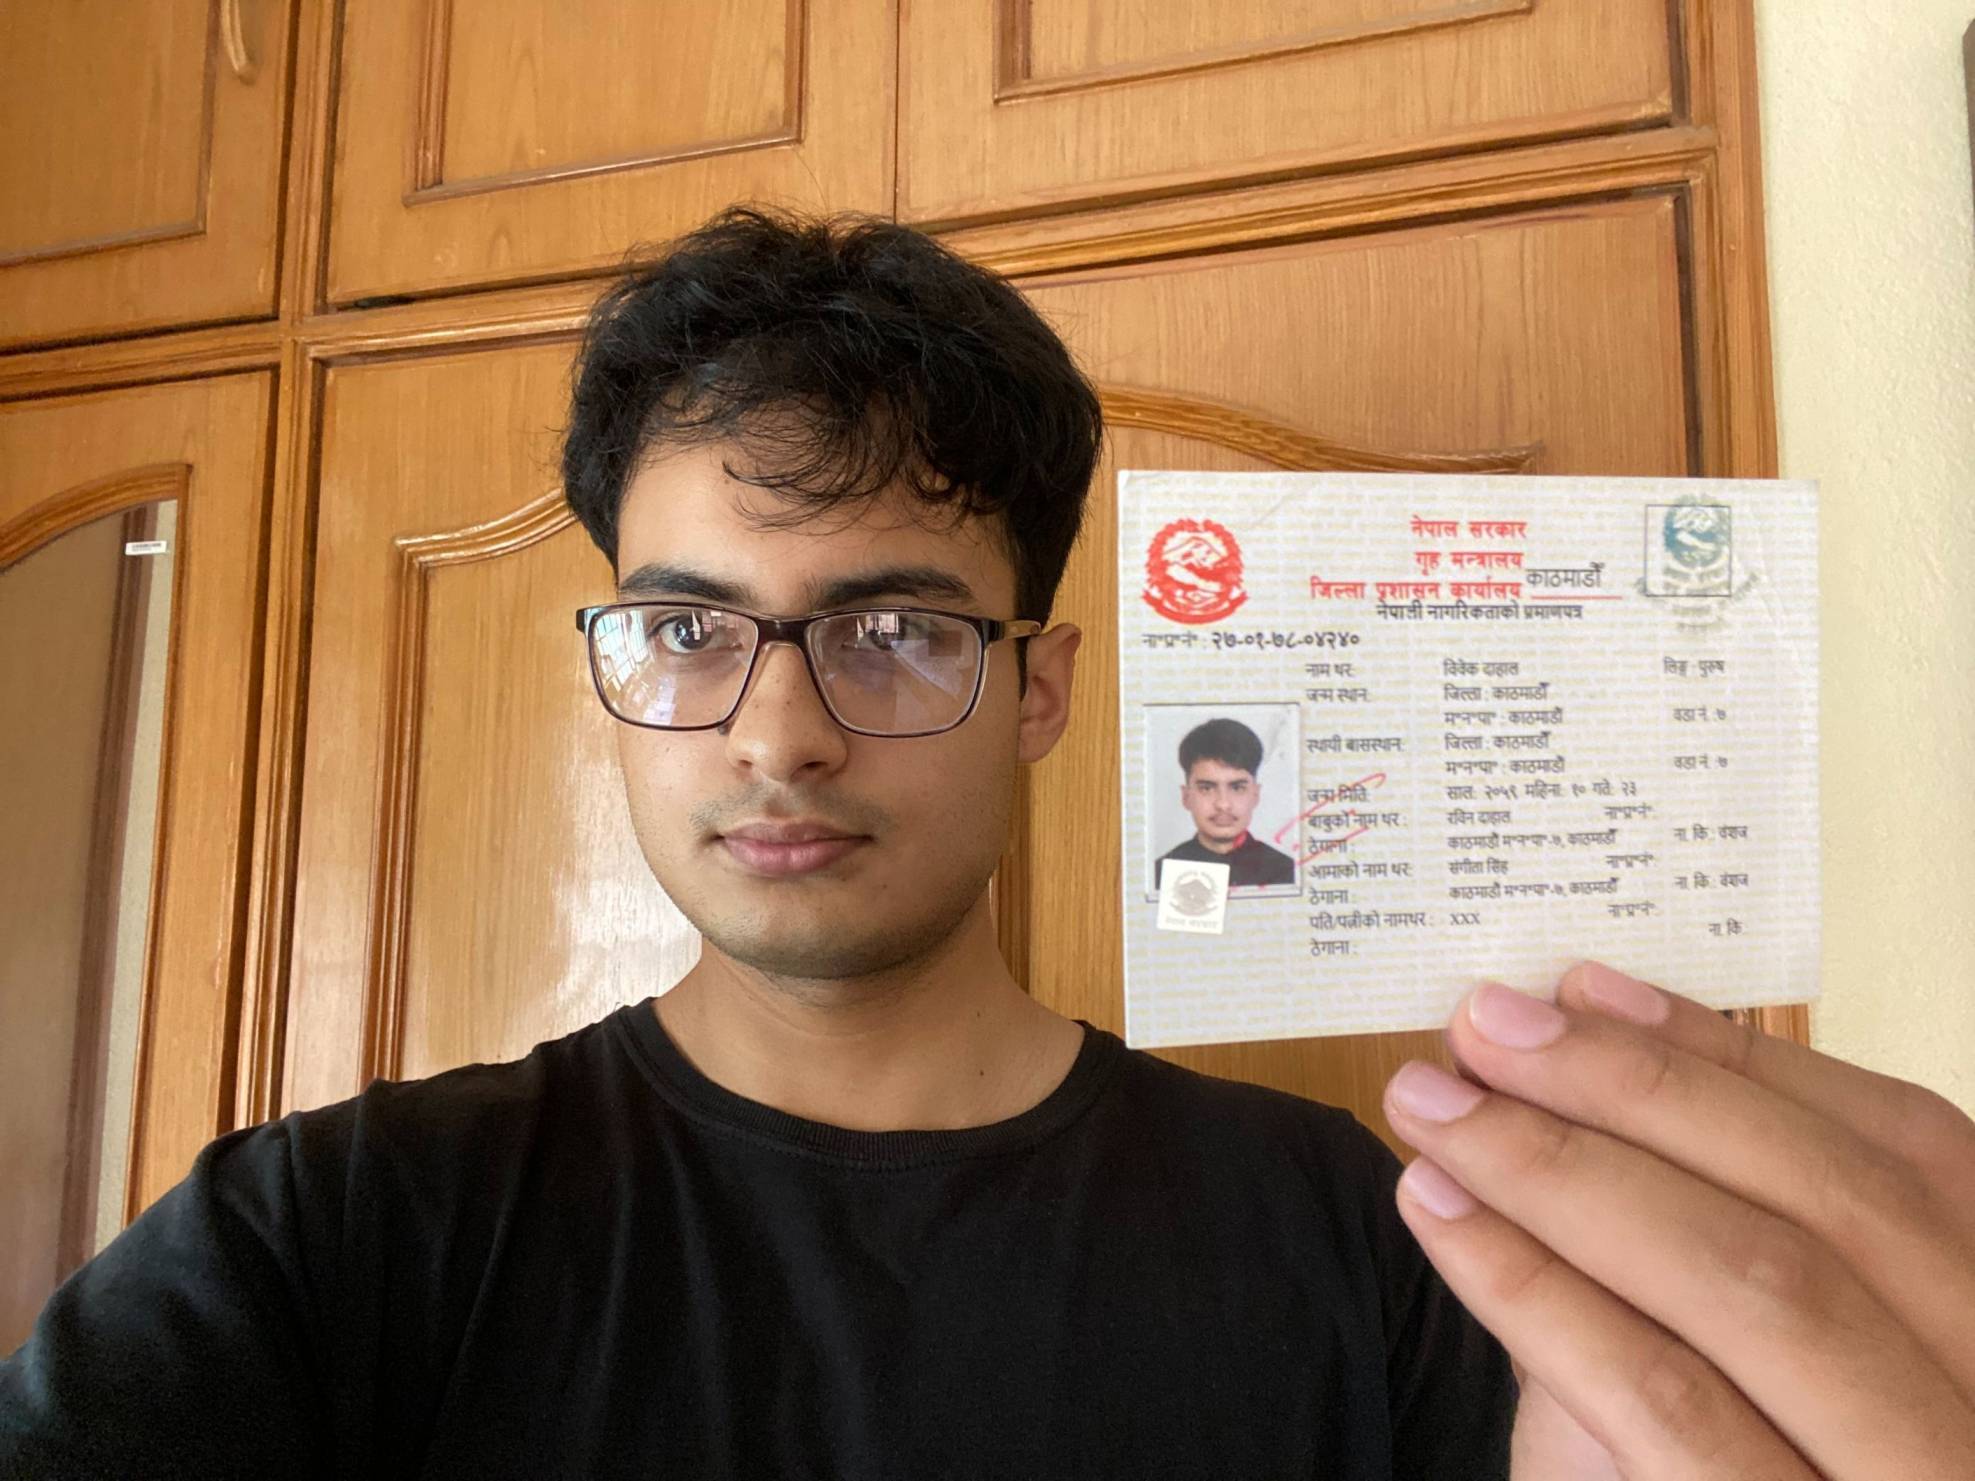 नेपाल सरकार
गृह मन्त्रालय
जिल्ला प्रशासन कार्यालय काठमाडौँ
नेपाली नागरिकताको प्रमाणपत्र
ना॰प्र॰नं॰ : २७-०१-७८-०४२४०
नाम थर: विवेक दाहाल लिङ्ग : पुरुष
जन्म स्थान: जिल्ला : काठमाडौँ
म॰न॰पा॰ : काठमाडौँ वडा नं. : ७
स्थायी बासस्थान: जिल्ला : काठमाडौँ
म॰न॰पा॰ : काठमाडौँ वडा नं. : ७
जन्म मिति: साल: २०५९ महिना: १० गते: २३
बाबुको नाम थर : रविन दाहाल ना॰प्र॰नं॰:
ठेगाना: काठमाडौँ म॰न॰पा॰-७, काठमाडौँ ना. कि : वंशज
आमाको नाम थर: संगीता सिंह ना॰प्र॰नं॰:
ठेगाना : काठमाडौँ म॰न॰पा॰-७, काठमाडौँ ना. कि : वंशज
पति/पत्नीको नामथर : XXX ना॰प्र॰नं॰:
ठेगाना : ना. कि